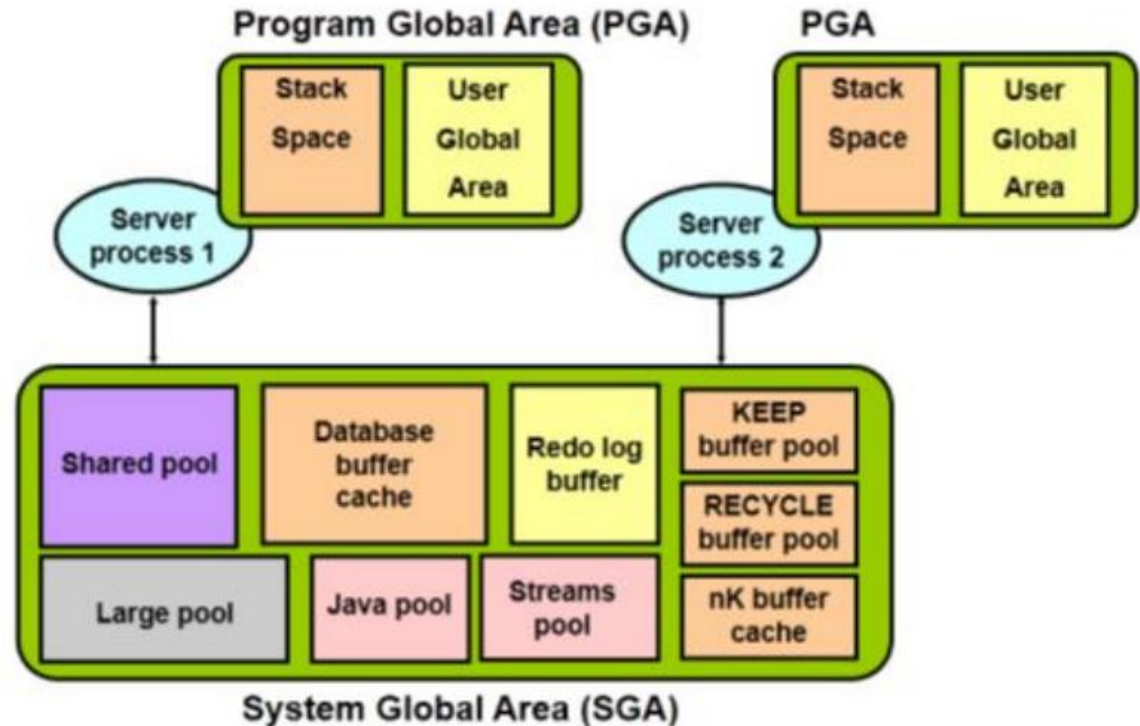 Program Global Area (PGA)
PGA
Stack
Space
User
Global
Area
Stack
Space
User
Global
Area
Server
process 1
Server
process 2
Shared pool
Database
buffer
cache
Redo log
buffer
KEEP
buffer pool
RECYCLE
buffer pool
nK buffer
cache
Large pool
Java pool
Streams
pool
System Global Area (SGA)